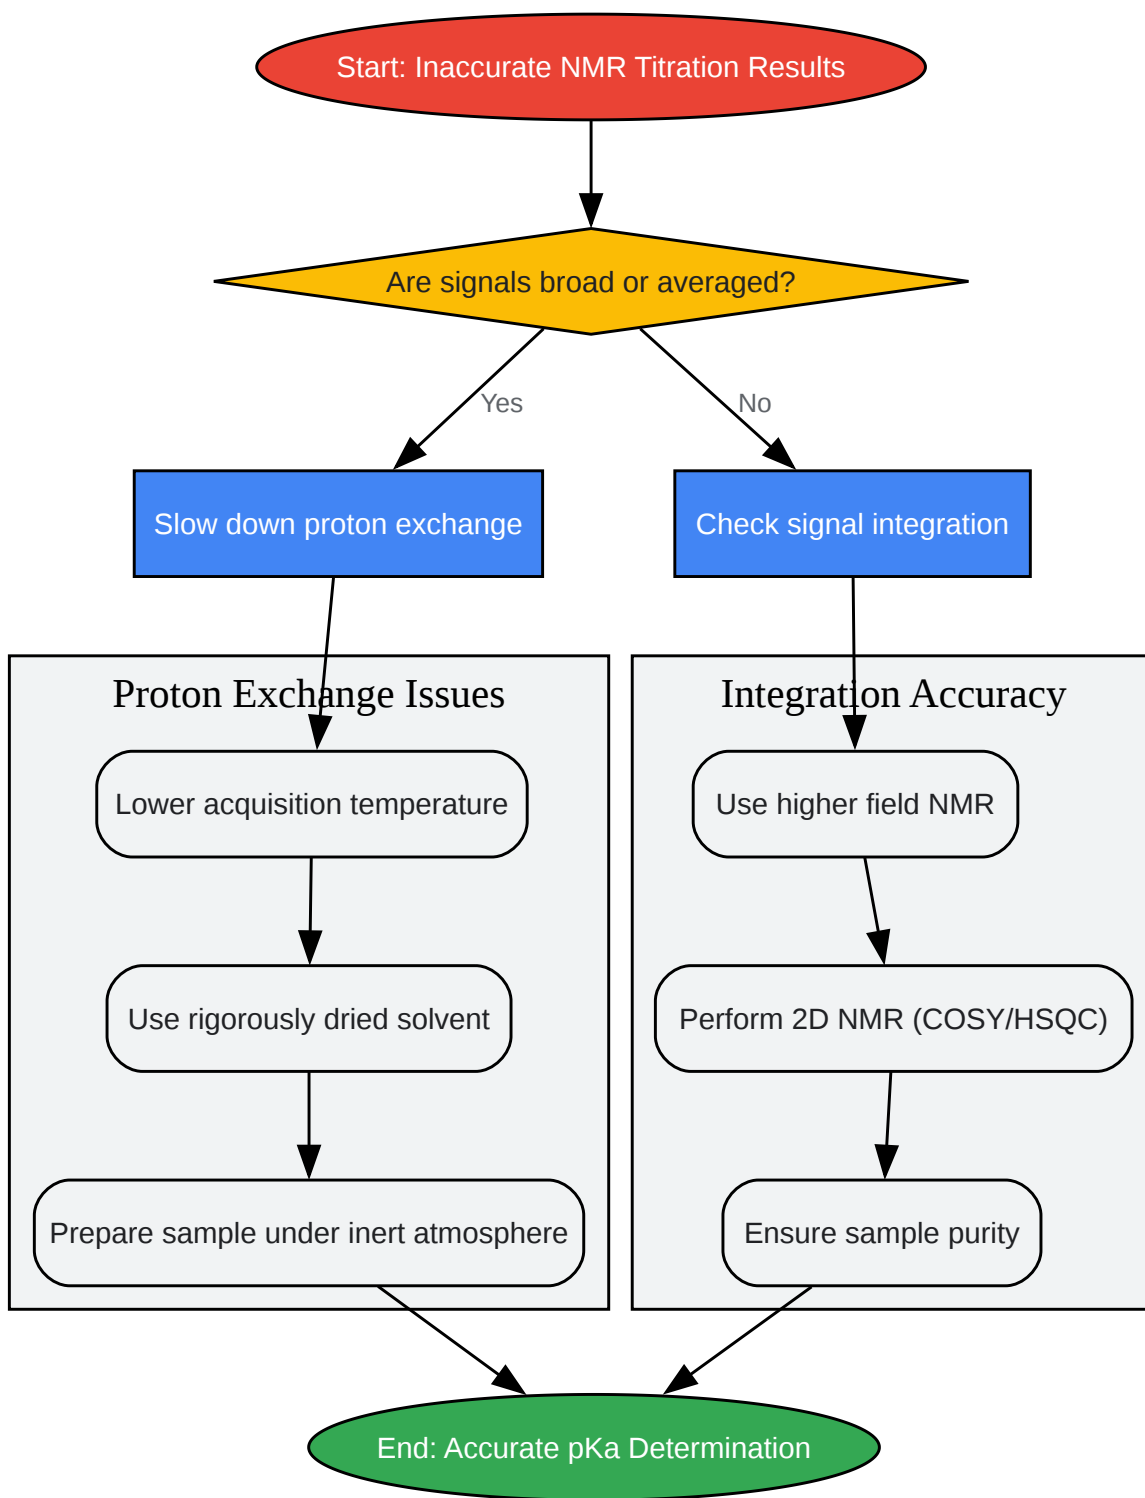 Start: Inaccurate NMR Titration Results
Are signals broad or averaged?
Yes
No
Slow down proton exchange
Check signal integration
Proton Exchange Issues
Integration Accuracy
Lower acquisition temperature
Use higher field NMR
Use rigorously dried solvent
Perform 2D NMR (COSY/HSQC)
Prepare sample under inert atmosphere
Ensure sample purity
End: Accurate pKa Determination